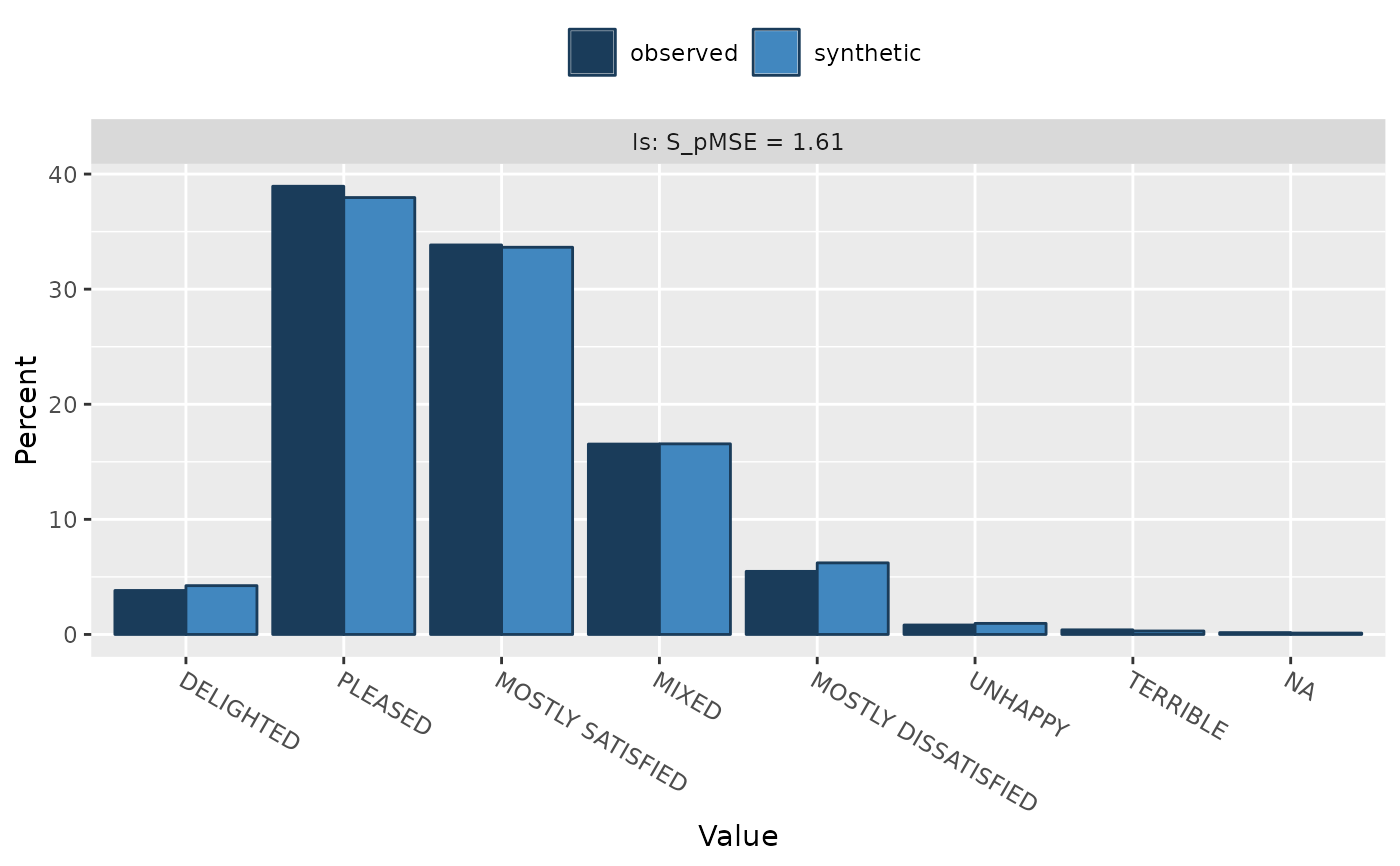 observed synthetic
ls: S_pMSE = 1.61
40
30
20
10
0
Percent
DELIGHTED
PLEASED
MOSTLY SATISFIED
MIXED
MOSTLY DISSATISFIED
UNHAPPY
TERRIBLE
NA
Value